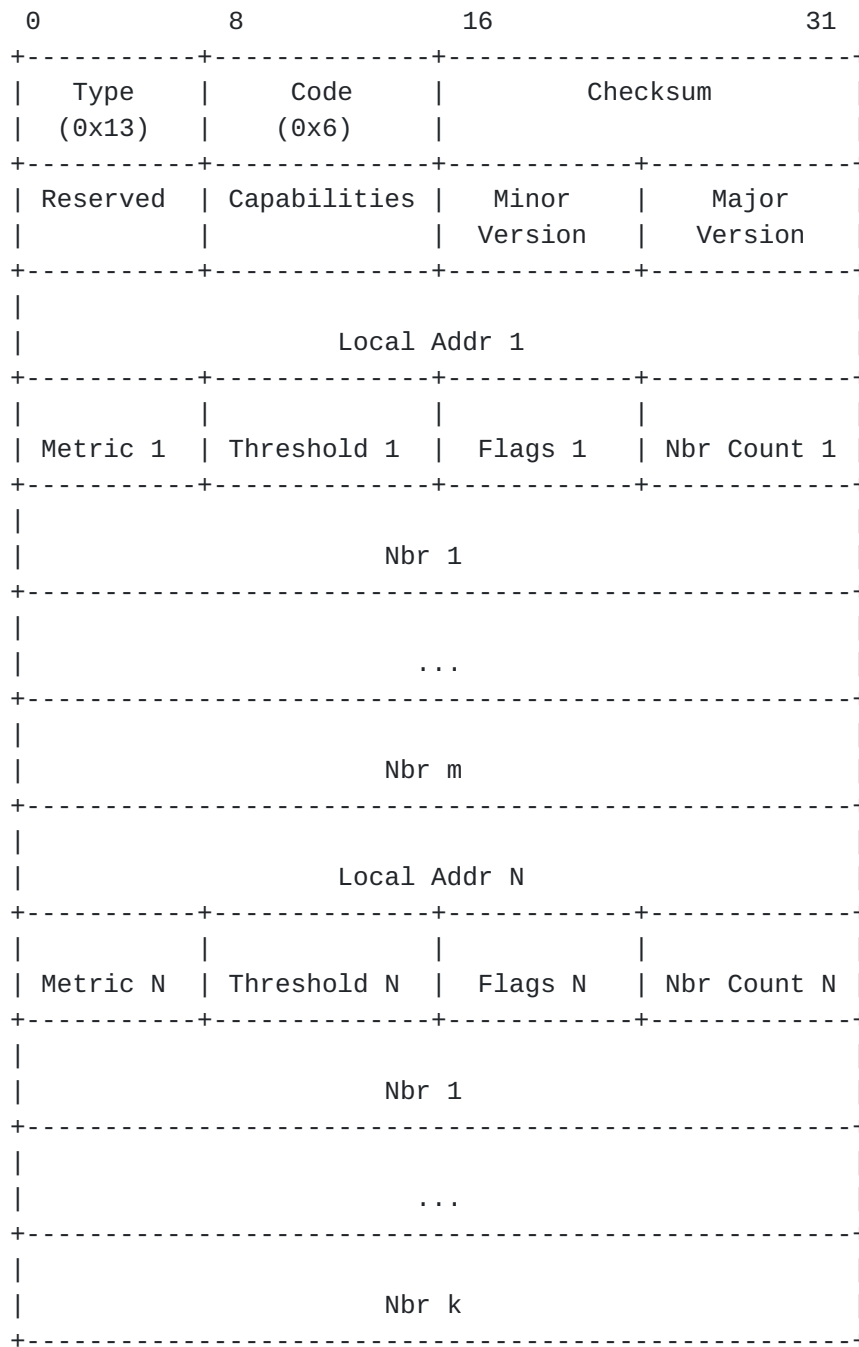 0            8              16                    31
+-----------+--------------+--------------------------+
|   Type    |     Code     |         Checksum         |
|  (0x13)   |    (0x6)     |                          |
+-----------+--------------+------------+-------------+
| Reserved  | Capabilities |   Minor    |    Major    |
|           |              |  Version   |   Version   |
+-----------+--------------+------------+-------------+
|                                                     |
|                    Local Addr 1                     |
+-----------+--------------+------------+-------------+
|           |              |            |             |
| Metric 1  | Threshold 1  |  Flags 1   | Nbr Count 1 |
+-----------+--------------+------------+-------------+
|                                                     |
|                       Nbr 1                         |
+-----------------------------------------------------+
|                                                     |
|                         ...                         |
+-----------------------------------------------------+
|                                                     |
|                       Nbr m                         |
+-----------------------------------------------------+
|                                                     |
|                    Local Addr N                     |
+-----------+--------------+------------+-------------+
|           |              |            |             |
| Metric N  | Threshold N  |  Flags N   | Nbr Count N |
+-----------+--------------+------------+-------------+
|                                                     |
|                       Nbr 1                         |
+-----------------------------------------------------+
|                                                     |
|                         ...                         |
+-----------------------------------------------------+
|                                                     |
|                       Nbr k                         |
+-----------------------------------------------------+